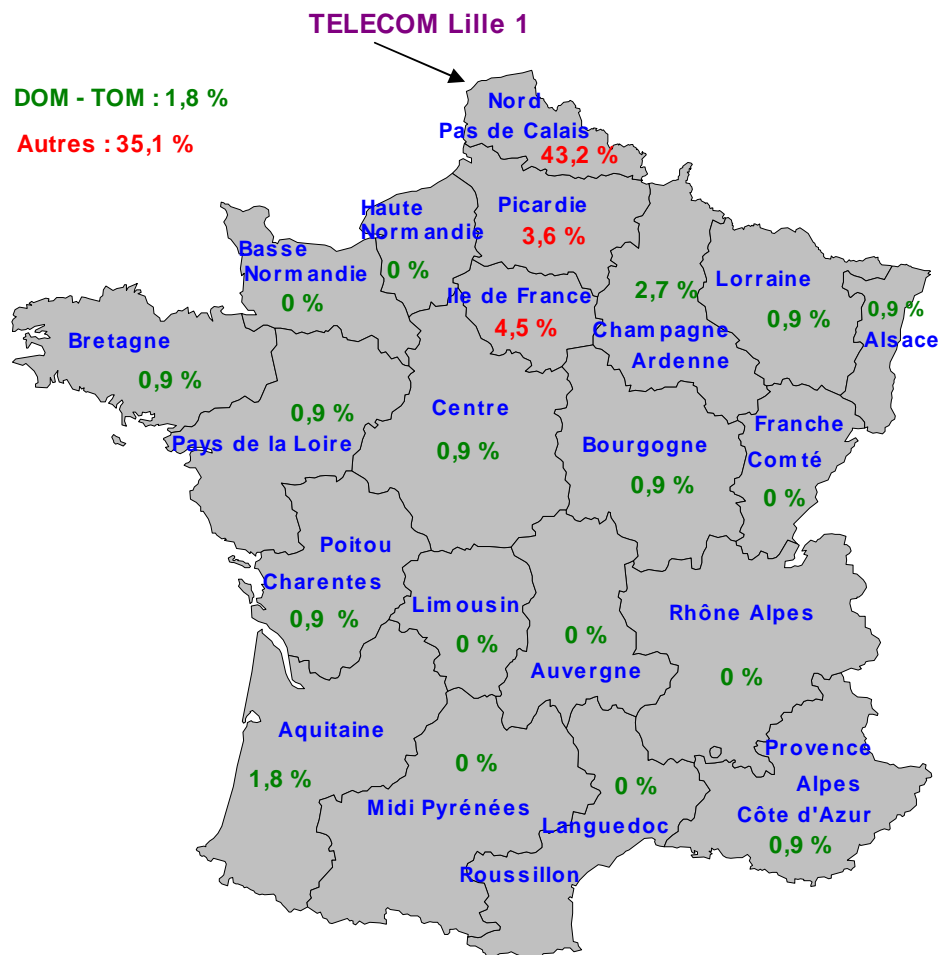 TELECOM Lille 1
DOM - TOM : 1,8 %
Autres : 35,1 %
Nord
Pas de Calais
43,2 %
Picardie
3,6 %
Haute
Normandie
0 %
Basse
Normandie
0 %
Ile de France
4,5 %
2,7 %
Champagne
Ardenne
Lorraine
0,9 %
0,9 %
Alsace
Bretagne
0,9 %
0,9 %
Pays de la Loire
Centre
0,9 %
Bourgogne
0,9 %
Franche
Comté
0 %
Poitou
Charentes
0,9 %
Limousin
0 %
0 %
Auvergne
Rhône Alpes
0 %
Aquitaine
1,8 %
0 %
Midi Pyrénées
0 %
Languedoc
Roussillon
Provence
Alpes
Côte d'Azur
0,9 %